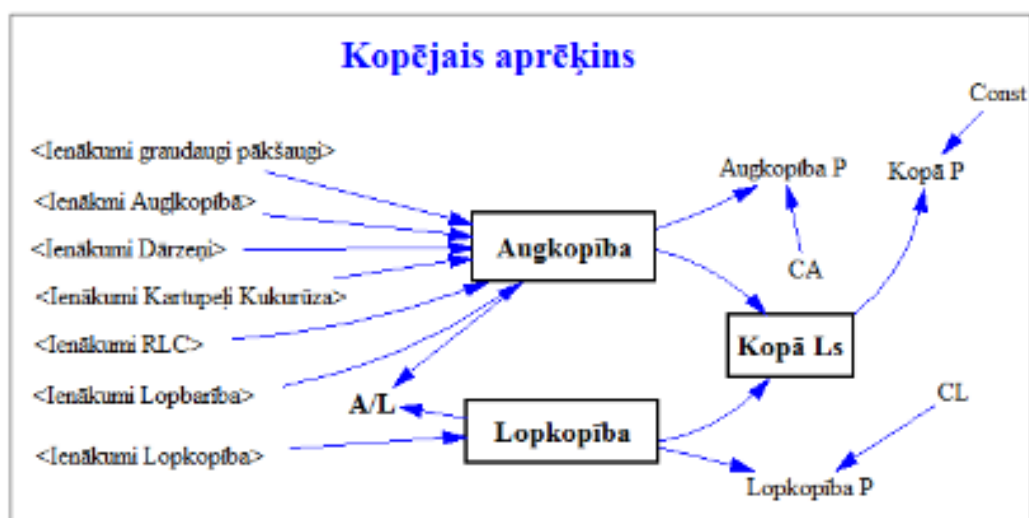 Kopējais aprēķins
Const
<Ienākumi graudaugi pākšaugi>
Augkopība P
Kopā P
<Ienākmi Augļkopībā>
Augkopība
<Ienākumi Dārzeņi>
CA
<Ienākumi Kartupeļi Kukurūza>
<Ienākumi RLC>
Kopā Ls
<Ienākumi Lopbarība>
A/L
CL
Lopkopība
<Ienākumi Lopkopība>
Lopkopība P